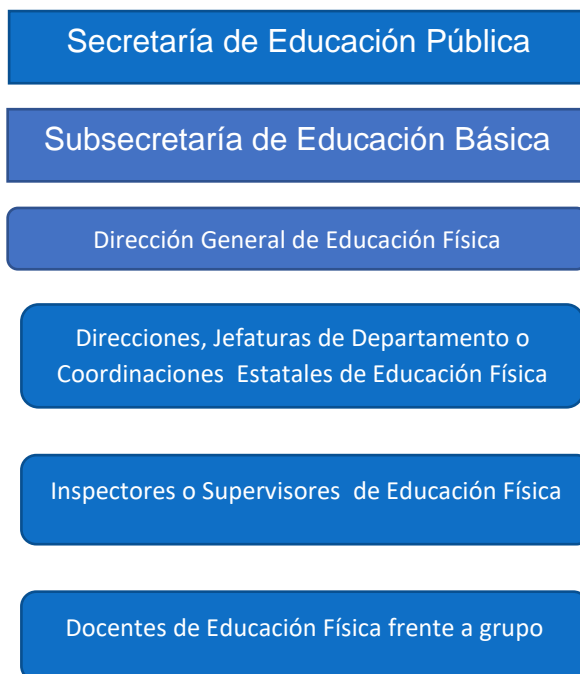 Secretaría de Educación Pública
Subsecretaría de Educación Básica
Dirección General de Educación Física
Direcciones, Jefaturas de Departamento o
Coordinaciones Estatales de Educación Física
Inspectores o Supervisores de Educación Física
Docentes de Educación Física frente a grupo